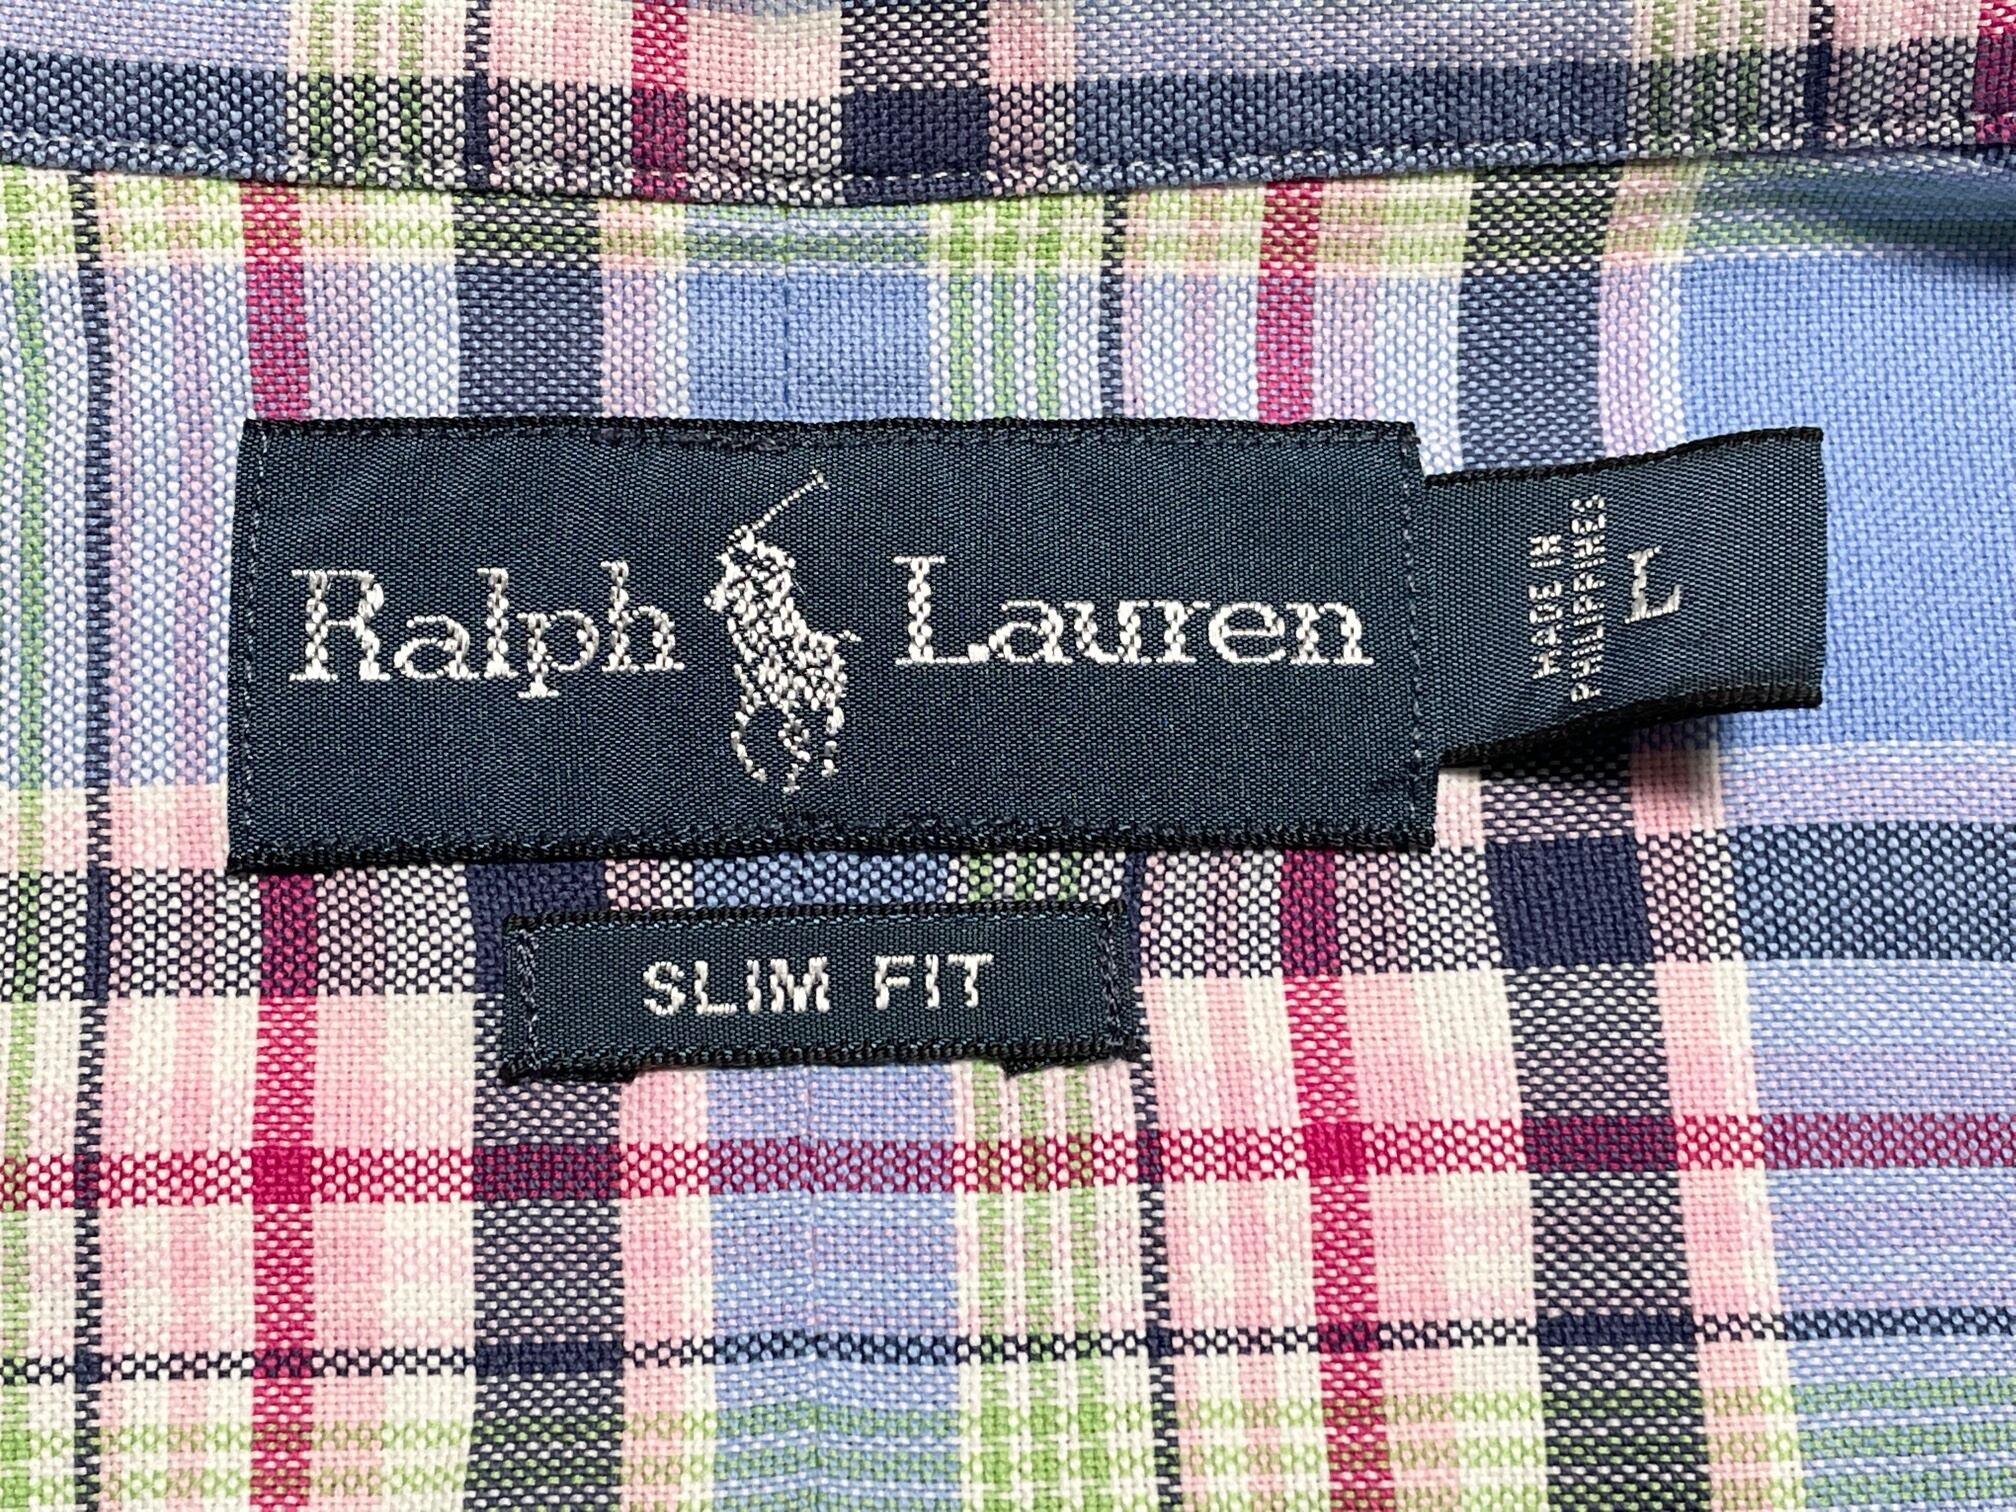 Ralph Lauren
MADE IN
PHILIPPINES
L
SLIM FIT